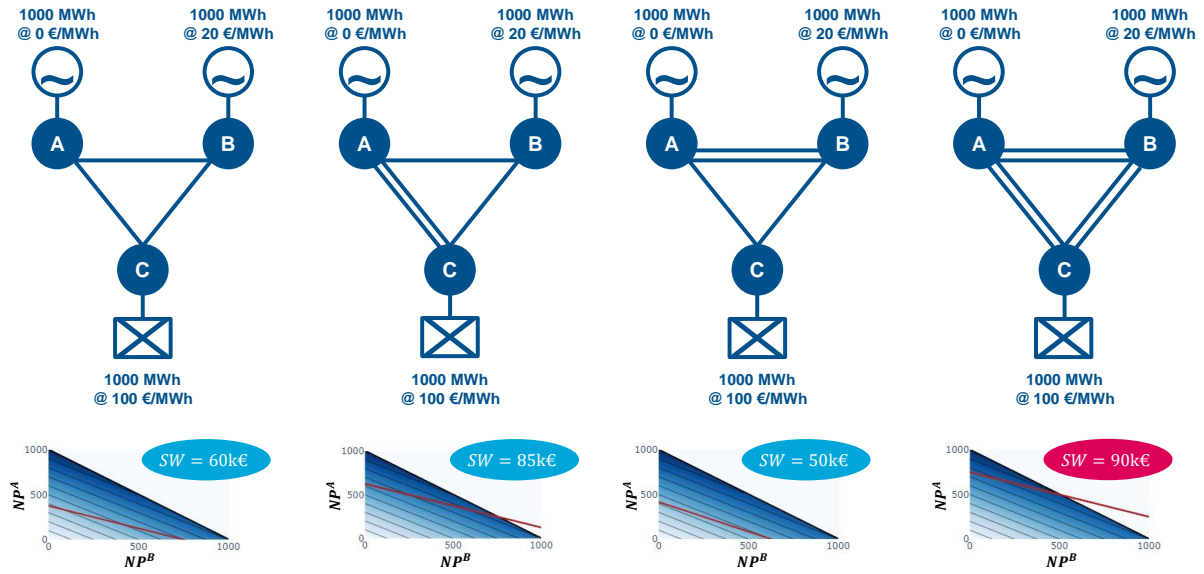 1000 MWh
@ 0 €/MWh
1000 MWh
@ 20 €/MWh
A
B
C
1000 MWh
@ 100 €/MWh
1000
500
0
0
500
1000
NP^A
NP^B
SW = 60k€
1000 MWh
@ 0 €/MWh
1000 MWh
@ 20 €/MWh
A
B
C
1000 MWh
@ 100 €/MWh
1000
500
0
0
500
1000
NP^A
NP^B
SW = 85k€
1000 MWh
@ 0 €/MWh
1000 MWh
@ 20 €/MWh
A
B
C
1000 MWh
@ 100 €/MWh
1000
500
0
0
500
1000
NP^A
NP^B
SW = 50k€
1000 MWh
@ 0 €/MWh
1000 MWh
@ 20 €/MWh
A
B
C
1000 MWh
@ 100 €/MWh
1000
500
0
0
500
1000
NP^A
NP^B
SW = 90k€